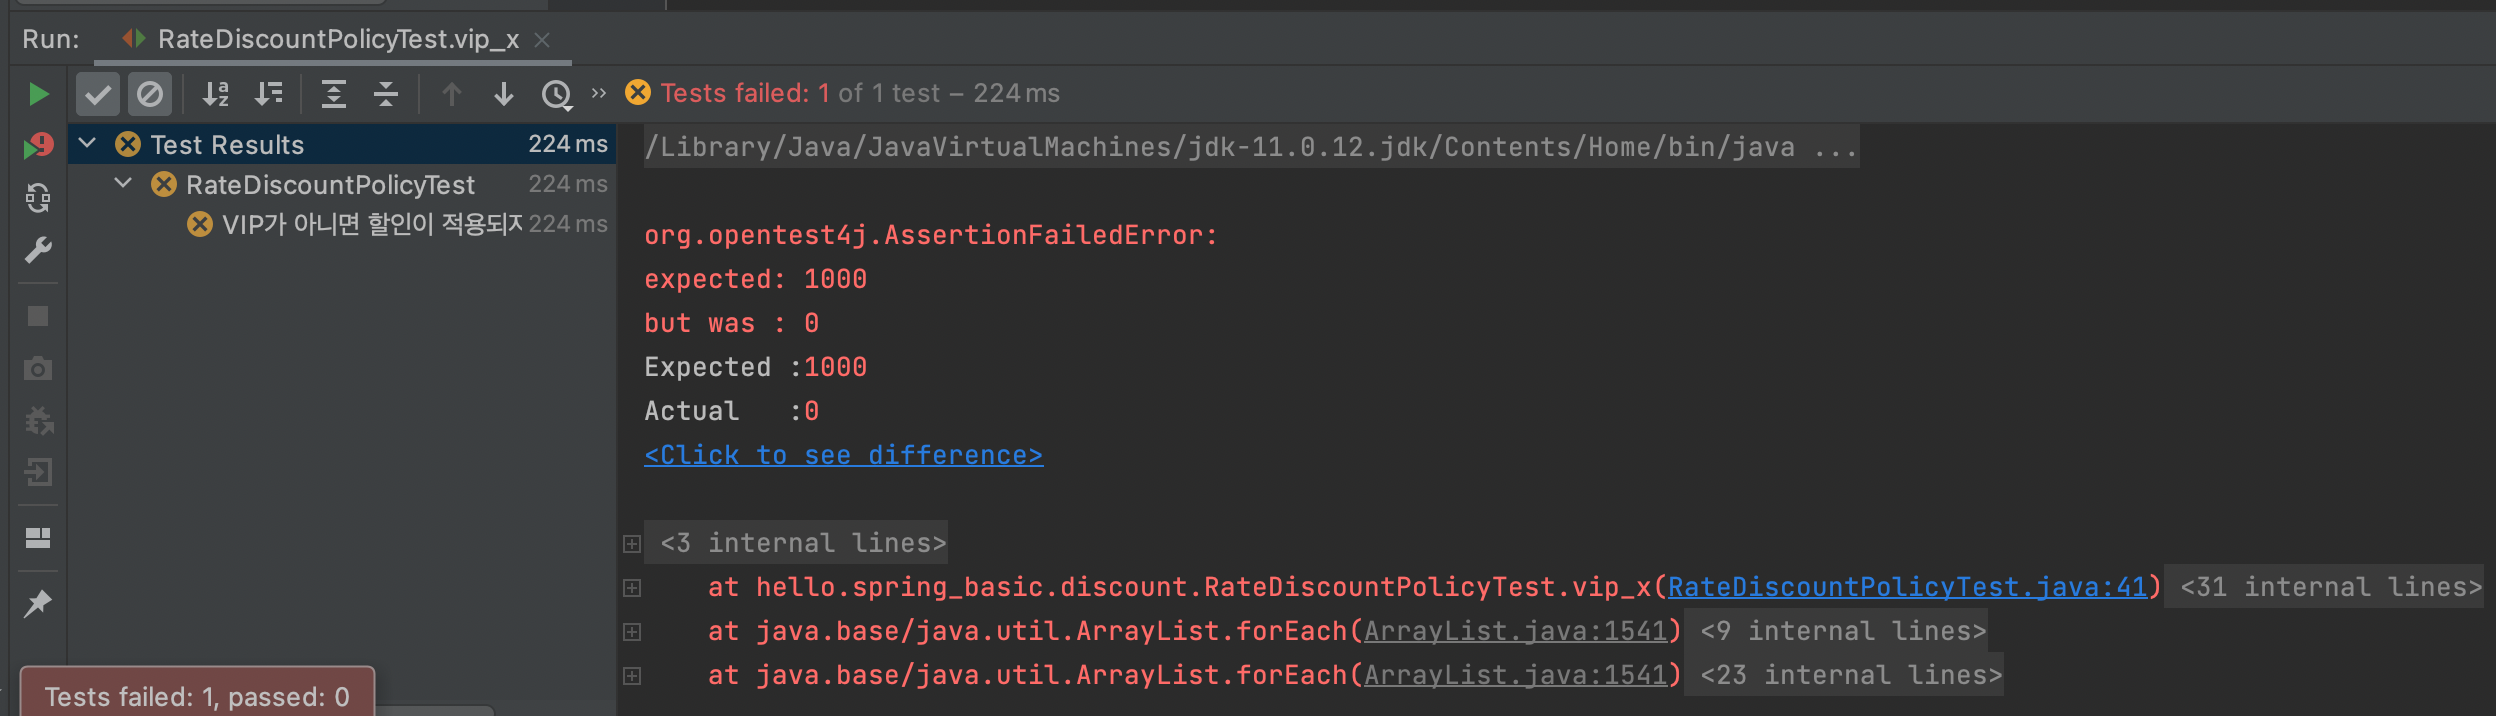 Run: RateDiscountPolicyTest.vip_x
Tests failed: 1 of 1 test – 224 ms
Test Results 224 ms
RateDiscountPolicyTest 224 ms
VIP가 아니면 할인이 적용되지 224 ms
/Library/Java/JavaVirtualMachines/jdk-11.0.12.jdk/Contents/Home/bin/java ...
org.opentest4j.AssertionFailedError:
expected: 1000
but was : 0
Expected :1000
Actual   :0
<Click to see difference>
<3 internal lines>
at hello.spring_basic.discount.RateDiscountPolicyTest.vip_x(RateDiscountPolicyTest.java:41) <31 internal lines>
at java.base/java.util.ArrayList.forEach(ArrayList.java:1541) <9 internal lines>
at java.base/java.util.ArrayList.forEach(ArrayList.java:1541) <23 internal lines>
Tests failed: 1, passed: 0